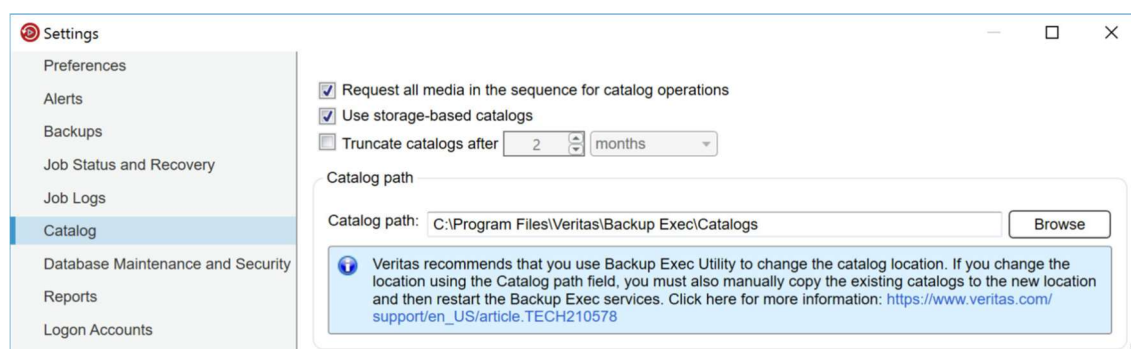 Settings
Preferences
Alerts
Backups
Job Status and Recovery
Job Logs
Catalog
Database Maintenance and Security
Reports
Logon Accounts
Request all media in the sequence for catalog operations
Use storage-based catalogs
Truncate catalogs after 2 months
Catalog path
Catalog path: C:\Program Files\Veritas\Backup Exec\Catalogs Browse
Veritas recommends that you use Backup Exec Utility to change the catalog location. If you change the
location using the Catalog path field, you must also manually copy the existing catalogs to the new location
and then restart the Backup Exec services. Click here for more information: https://www.veritas.com/
support/en_US/article.TECH210578